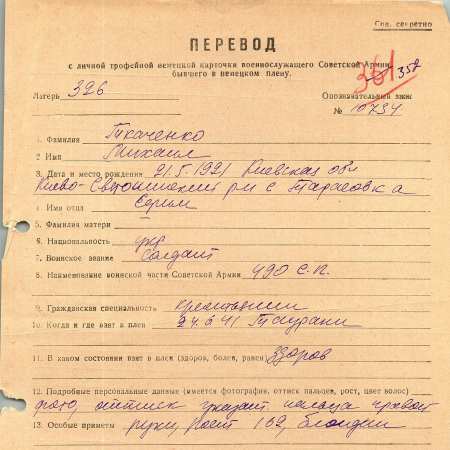 Сов. секретно
ПЕРЕВОД
с личной трофейной немецкой карточки военнослужащего Советской Армии,
бывшего в немецком плену.
361
358
Лагерь 326
Опознавательный знак
№ 10734
1. Фамилия Ткаченко
2 Имя Михаил
3. Дата и место рождения 21.5.1921 Киевская обл
Киево-Святошинский р-н с Тарасовка
4. Имя отца
5. Фамилия матери
6. Национальность укр
7. Воинское звание Солдат
8. Наименование воинской части Советской Армии 490 с.п.
9. Гражданская специальность крестьянин
10. Когда и где взят в плен 24.6 41
11. В каком состоянии взят в плен (здоров, болен, ранен) здоров
12. Подробные персональные данные (имеется фотография, оттиск пальцев, рост, цвет волос)
фото, оттиск указат пальца правой
13. Особые приметы руки, рост 169, блондин